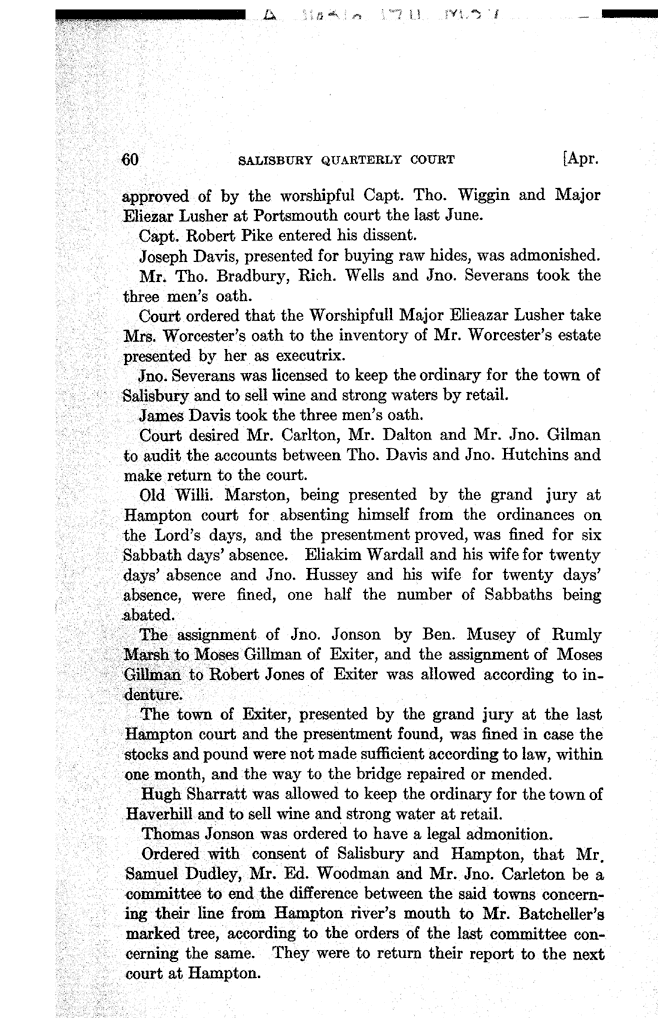 60 SALISBURY QUARTERLY COURT [Apr.
approved of by the worshipful Capt. Tho. Wiggin and Major
Eliezar Lusher at Portsmouth court the last June.
Capt. Robert Pike entered his dissent.
Joseph Davis, presented for buying raw hides, was admonished.
Mr. Tho. Bradbury, Rich. Wells and Jno. Severans took the
three men's oath.
Court ordered that the Worshipfull Major Elieazar Lusher take
Mrs. Worcester's oath to the inventory of Mr. Worcester's estate
presented by her as executrix.
Jno. Severans was licensed to keep the ordinary for the town of
Salisbury and to sell wine and strong waters by retail.
James Davis took the three men's oath.
Court desired Mr. Carlton, Mr. Dalton and Mr. Jno. Gilman
to audit the accounts between Tho. Davis and Jno. Hutchins and
make return to the court.
Old Willi. Marston, being presented by the grand jury at
Hampton court for absenting himself from the ordinances on
the Lord's days, and the presentment proved, was fined for six
Sabbath days' absence. Eliakim Wardall and his wife for twenty
days' absence and Jno. Hussey and his wife for twenty days'
absence, were fined, one half the number of Sabbaths being
abated.
The assignment of Jno. Jonson by Ben. Musey of Rumly
Marsh to Moses Gillman of Exiter, and the assignment of Moses
Gillman to Robert Jones of Exiter was allowed according to in-
denture.
The town of Exiter, presented by the grand jury at the last
Hampton court and the presentment found, was fined in case the
stocks and pound were not made sufficient according to law, within
one month, and the way to the bridge repaired or mended.
Hugh Sharratt was allowed to keep the ordinary for the town of
Haverhill and to sell wine and strong water at retail.
Thomas Jonson was ordered to have a legal admonition.
Ordered with consent of Salisbury and Hampton, that Mr.
Samuel Dudley, Mr. Ed. Woodman and Mr. Jno. Carleton be a
committee to end the difference between the said towns concern-
ing their line from Hampton river's mouth to Mr. Batcheller's
marked tree, according to the orders of the last committee con-
cerning the same. They were to return their report to the next
court at Hampton.